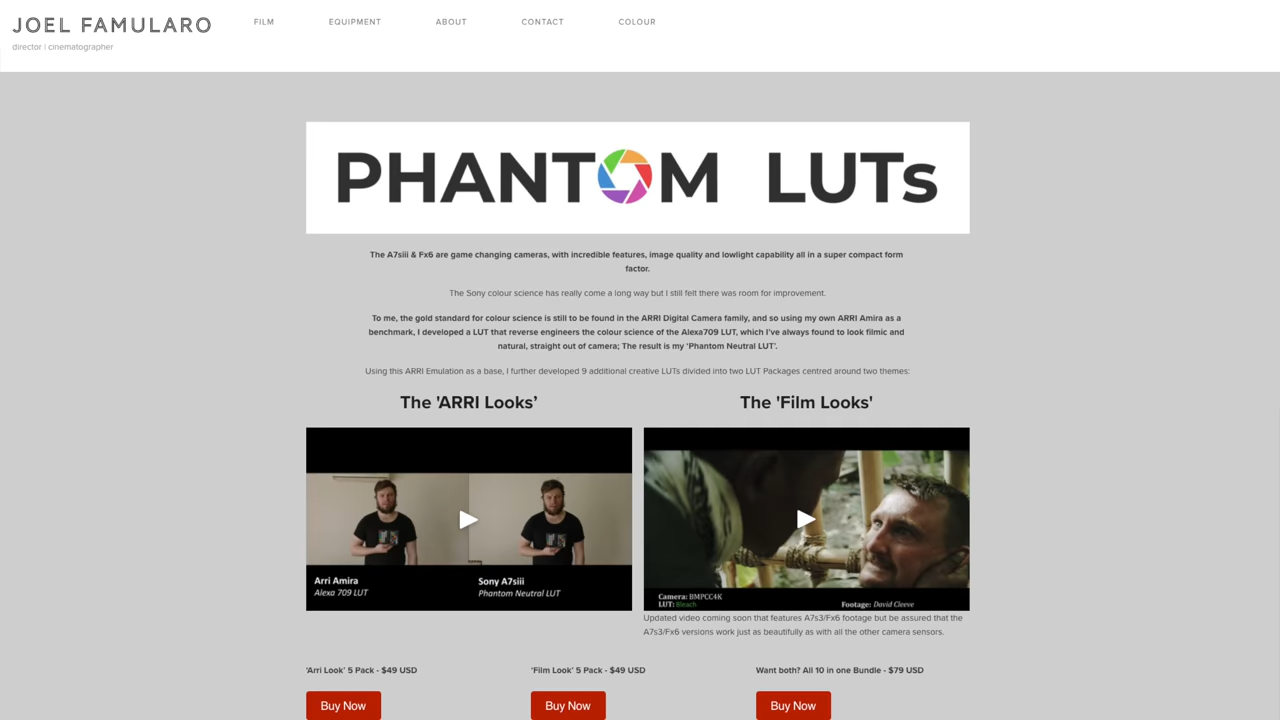 JOEL FAMULARO
director | cinematographer
FILM
EQUIPMENT
ABOUT
CONTACT
COLOUR
PHANTOM LUTs
The A7siii & Fx6 are game changing cameras, with incredible features, image quality and lowlight capability all in a super compact form
factor.
The Sony colour science has really come a long way but I still felt there was room for improvement.
To me, the gold standard for colour science is still to be found in the ARRI Digital Camera family, and so using my own ARRI Amira as a
benchmark, I developed a LUT that reverse engineers the colour science of the Alexa709 LUT, which I've always found to look filmic and
natural, straight out of camera; The result is my 'Phantom Neutral LUT'.
Using this ARRI Emulation as a base, I further developed 9 additional creative LUTs divided into two LUT Packages centred around two themes:
The 'ARRI Looks’
Arri Amira
Alexa 709 LUT
Sony A7siii
Phantom Neutral LUT
The 'Film Looks'
Camera: BMPCC4K
LUT: Bleach
Footage: David Cleeve
Updated video coming soon that features A7s3/Fx6 footage but be assured that the
A7s3/Fx6 versions work just as beautifully as with all the other camera sensors.
'Arri Look' 5 Pack - $49 USD
Buy Now
'Film Look' 5 Pack - $49 USD
Buy Now
Want both? All 10 in one Bundle - $79 USD
Buy Now